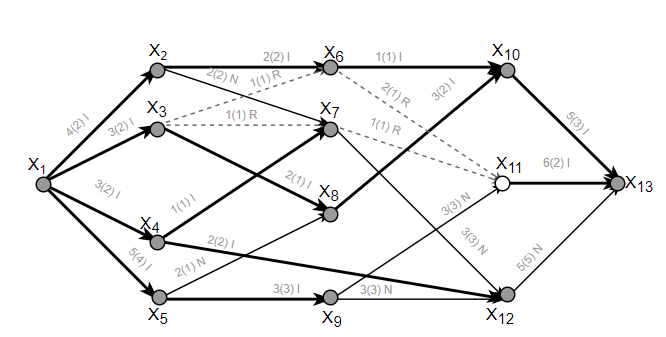 X2
X6
X10
2(2) I
1(1) I
2(2) N
1(1) R
4(2) I
3(2) I
X3
1(1) R
X7
2(1) R
3(2) I
1(1) R
5(3) I
X1
X11
6(2) I
X13
3(2) I
1(1) I
2(1) I
X8
3(3) N
X4
2(2) I
3(3) N
5(4) I
2(1) N
5(5) N
3(3) I
3(3) N
X5
X9
X12